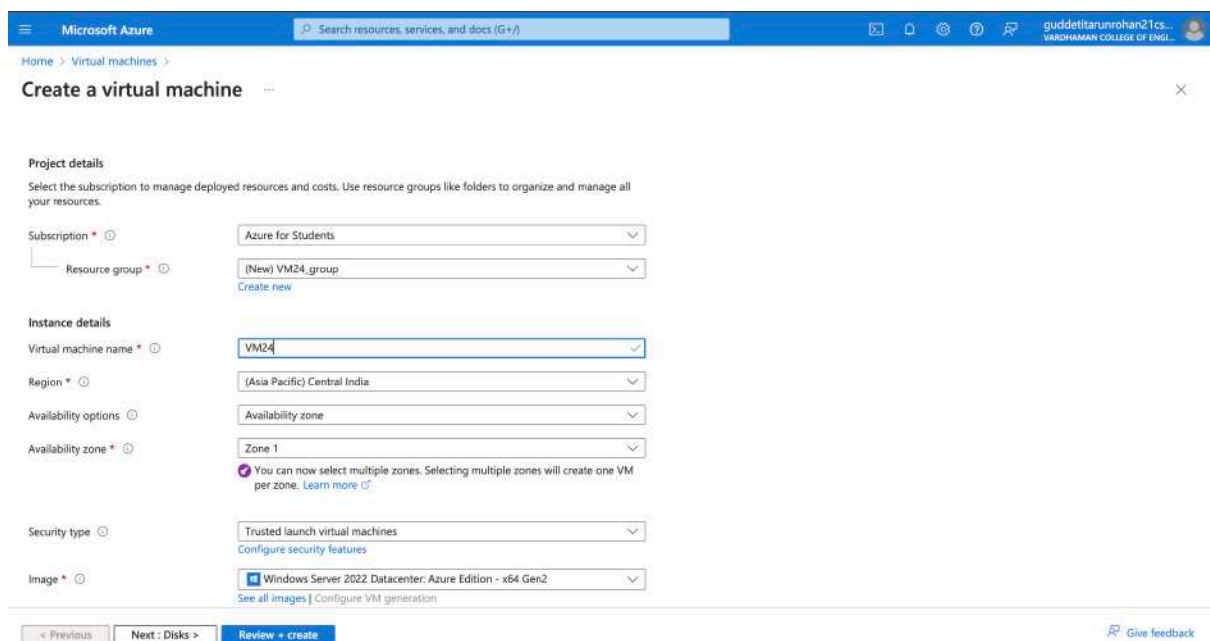 Microsoft Azure
Search resources, services, and docs (G+/)
guddetitarunrohan21cs...
VARDHAMAN COLLEGE OF ENGI...
Home > Virtual machines >
Create a virtual machine ...
Project details
Select the subscription to manage deployed resources and costs. Use resource groups like folders to organize and manage all
your resources.
Subscription * Azure for Students
Resource group * (New) VM24_group
Create new
Instance details
Virtual machine name * VM24
Region * (Asia Pacific) Central India
Availability options Availability zone
Availability zone * Zone 1
You can now select multiple zones. Selecting multiple zones will create one VM
per zone. Learn more
Security type Trusted launch virtual machines
Configure security features
Image * Windows Server 2022 Datacenter: Azure Edition - x64 Gen2
See all images | Configure VM generation
< Previous Next : Disks > Review + create Give feedback